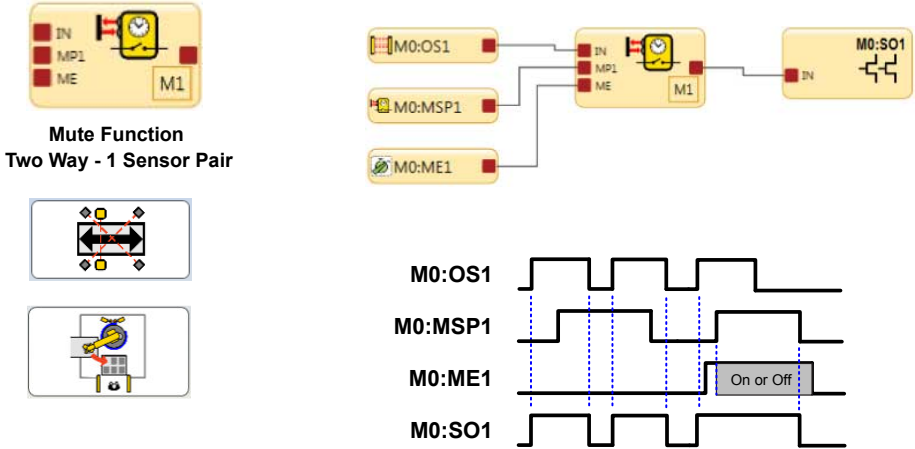 IN
MP1
ME
M1
Mute Function
Two Way - 1 Sensor Pair
M0:OS1
M0:MSP1
M0:ME1
IN
MP1
ME
M1
M0:SO1
IN
M0:OS1
M0:MSP1
M0:ME1
On or Off
M0:SO1